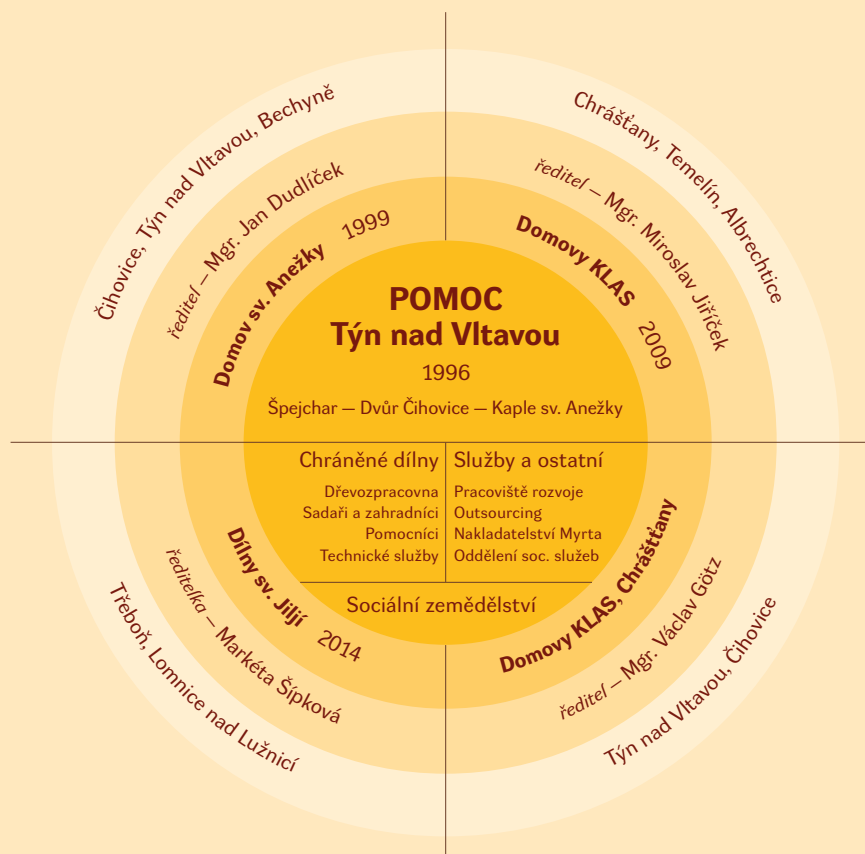 Čihovice, Týn nad Vltavou, Bechyně
ředitel – Mgr. Jan Dudlíček
Domov sv. Anežky 1999
Chrášťany, Temelín, Albrechtice
ředitel – Mgr. Miroslav Jiříček
Domovy KLAS 2009
POMOC
Týn nad Vltavou
1996
Špejchar – Dvůr Čihovice – Kaple sv. Anežky
Chráněné dílny
Dřevozpracovna
Sadaři a zahradníci
Pomocníci
Technické služby
Služby a ostatní
Pracoviště rozvoje
Outsourcing
Nakladatelství Myrta
Oddělení soc. služeb
Sociální zemědělství
Dílny sv. Jiljí 2014
ředitelka – Markéta Šípková
Třeboň, Lomnice nad Lužnicí
Domovy KLAS, Chrášťany
ředitel – Mgr. Václav Götz
Týn nad Vltavou, Čihovice